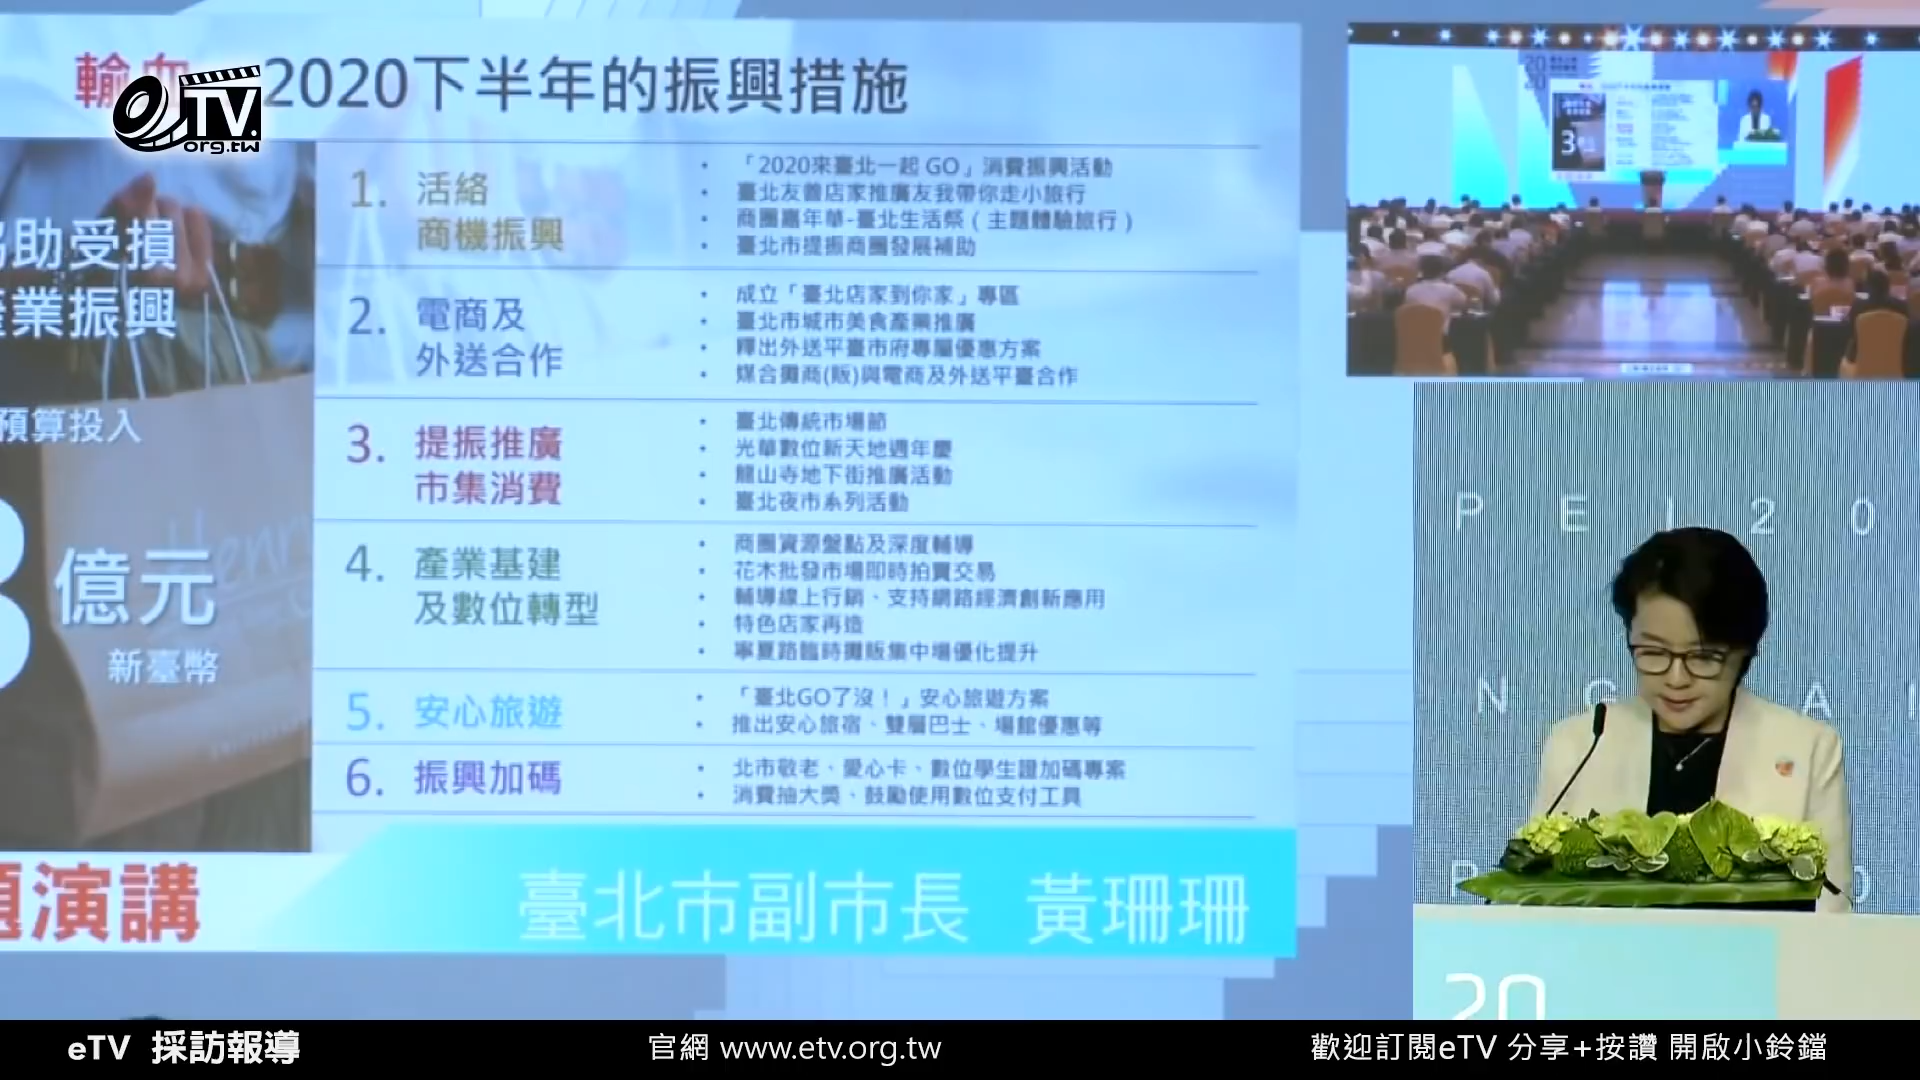 輸血
2020下半年的振興措施
eTV.
org.tw
協助受損
產業振興
預算投入
3
億元
新臺幣
1. 活絡
商機振興
• 「2020來臺北一起 GO」消費振興活動
• 臺北友善店家推廣友我帶你走小旅行
• 商圈嘉年華-臺北生活祭（主題體驗旅行）
• 臺北市提振商圈發展補助
2. 電商及
外送合作
• 成立「臺北店家到你家」專區
• 臺北市城市美食產業推廣
• 釋出外送平臺市府專屬優惠方案
• 媒合攤商(販)與電商及外送平臺合作
3. 提振推廣
市集消費
• 臺北傳統市場節
• 光華數位新天地週年慶
• 龍山寺地下街推廣活動
• 臺北夜市系列活動
4. 產業基建
及數位轉型
• 商圈資源盤點及深度輔導
• 花木批發市場即時拍賣交易
• 輔導線上行銷、支持網路經濟創新應用
• 特色店家再造
• 寧夏路臨時攤販集中場優化提升
5. 安心旅遊
• 「臺北GO了沒！」安心旅遊方案
• 推出安心旅宿、雙層巴士、場館優惠等
6. 振興加碼
• 北市敬老、愛心卡、數位學生證加碼專案
• 消費抽大獎、鼓勵使用數位支付工具
題演講
臺北市副市長 黃珊珊
P E I 2 0
N G A I
20
eTV 採訪報導
官網 www.etv.org.tw
歡迎訂閱eTV 分享+按讚 開啟小鈴鐺